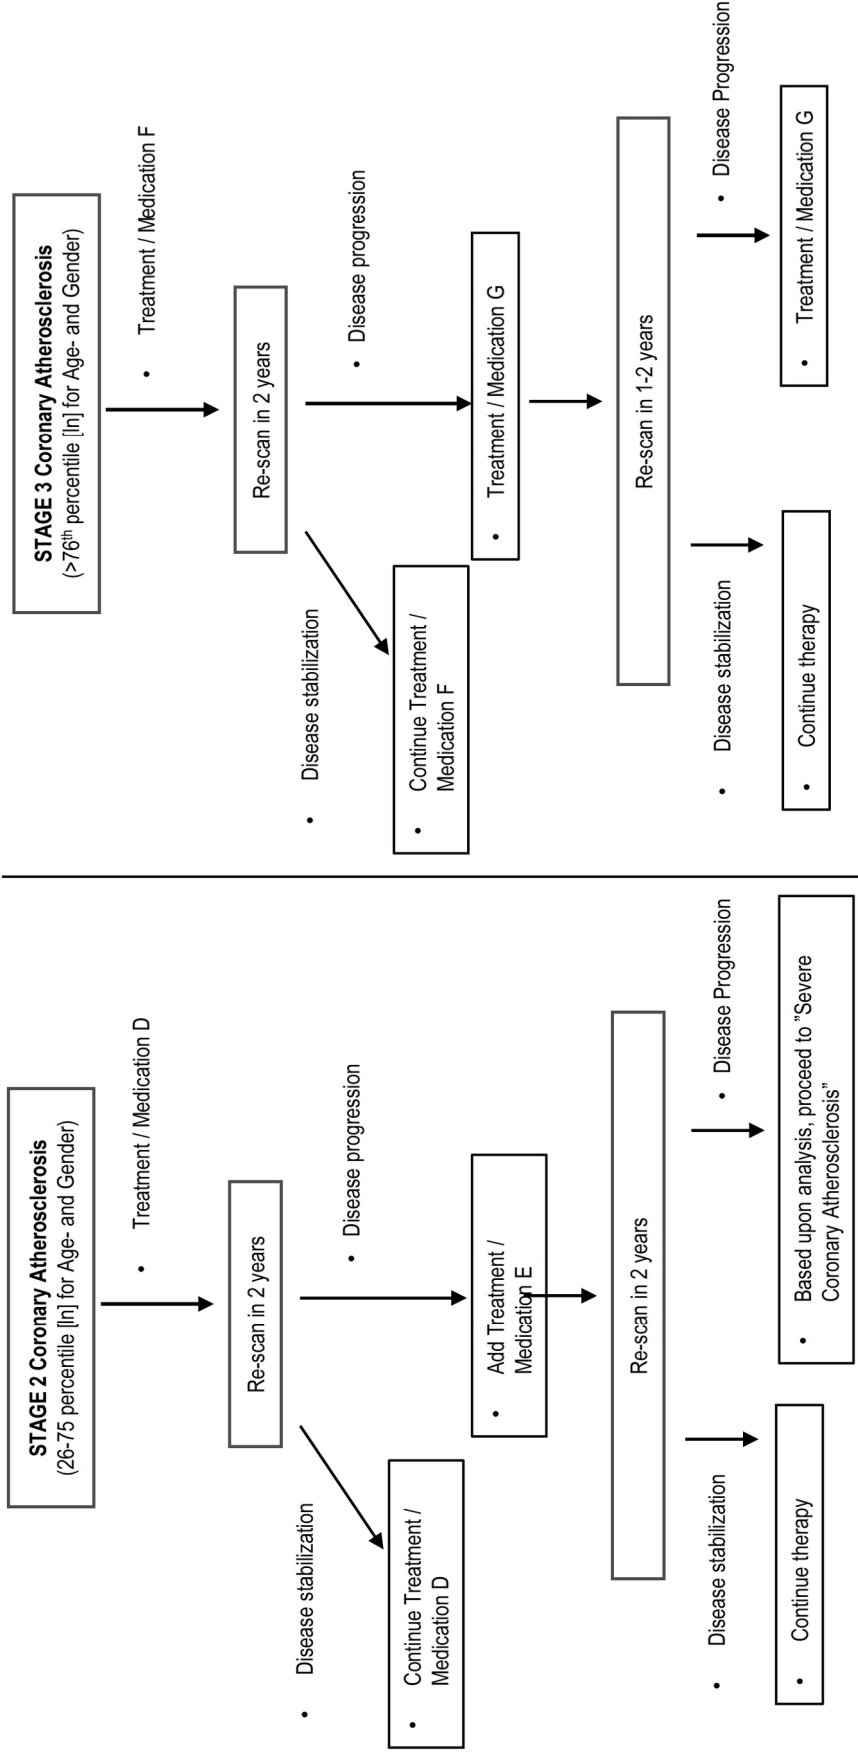 STAGE 2 Coronary Atherosclerosis
(26-75 percentile [ln] for Age- and Gender)
• Treatment / Medication D
Re-scan in 2 years
• Disease stabilization
• Disease progression
• Continue Treatment /
Medication D
• Add Treatment /
Medication E
Re-scan in 2 years
• Disease stabilization
• Disease Progression
• Continue therapy
• Based upon analysis, proceed to ”Severe
Coronary Atherosclerosis”
STAGE 3 Coronary Atherosclerosis
(>76th percentile [ln] for Age- and Gender)
• Treatment / Medication F
Re-scan in 2 years
• Disease stabilization
• Disease progression
• Continue Treatment /
Medication F
• Treatment / Medication G
Re-scan in 1-2 years
• Disease stabilization
• Disease Progression
• Continue therapy
• Treatment / Medication G